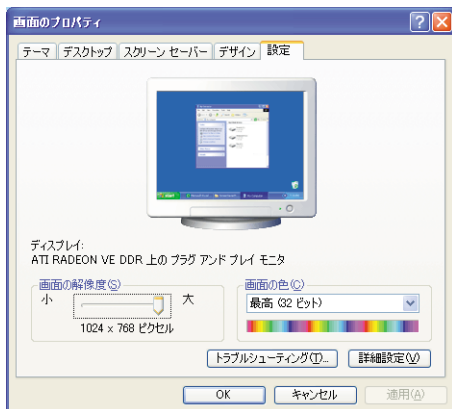 画面のプロパティ
テーマ デスクトップ スクリーン セーバー デザイン 設定
ディスプレイ:
ATI RADEON VE DDR 上の プラグ アンド プレイ モニタ
画面の解像度(S) 画面の色(C)
小 大 最高 (32 ビット)
1024 x 768 ピクセル
トラブルシューティング(T)... 詳細設定(V)
OK キャンセル 適用(A)